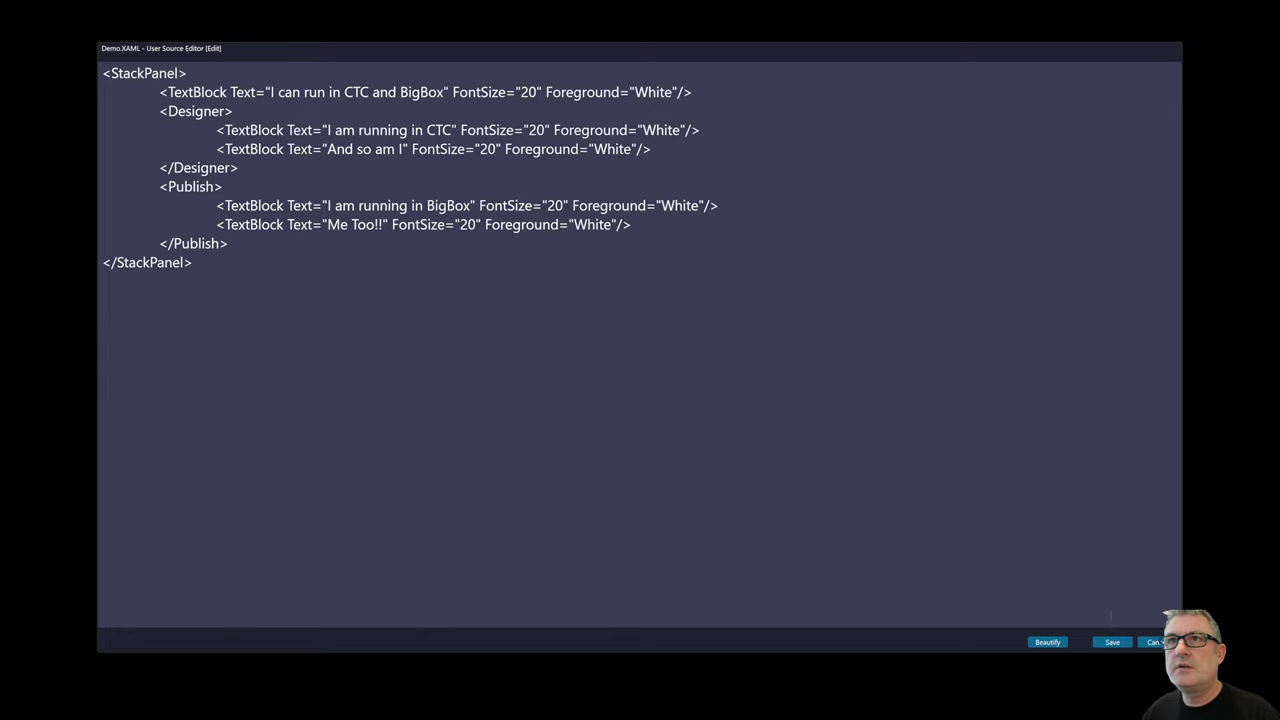 Demo.XAML - User Source Editor [Edit]
<StackPanel>
<TextBlock Text="I can run in CTC and BigBox" FontSize="20" Foreground="White"/>
<Designer>
<TextBlock Text="I am running in CTC" FontSize="20" Foreground="White"/>
<TextBlock Text="And so am I" FontSize="20" Foreground="White"/>
</Designer>
<Publish>
<TextBlock Text="I am running in BigBox" FontSize="20" Foreground="White"/>
<TextBlock Text="Me Too!!" FontSize="20" Foreground="White"/>
</Publish>
</StackPanel>
Beautify Save